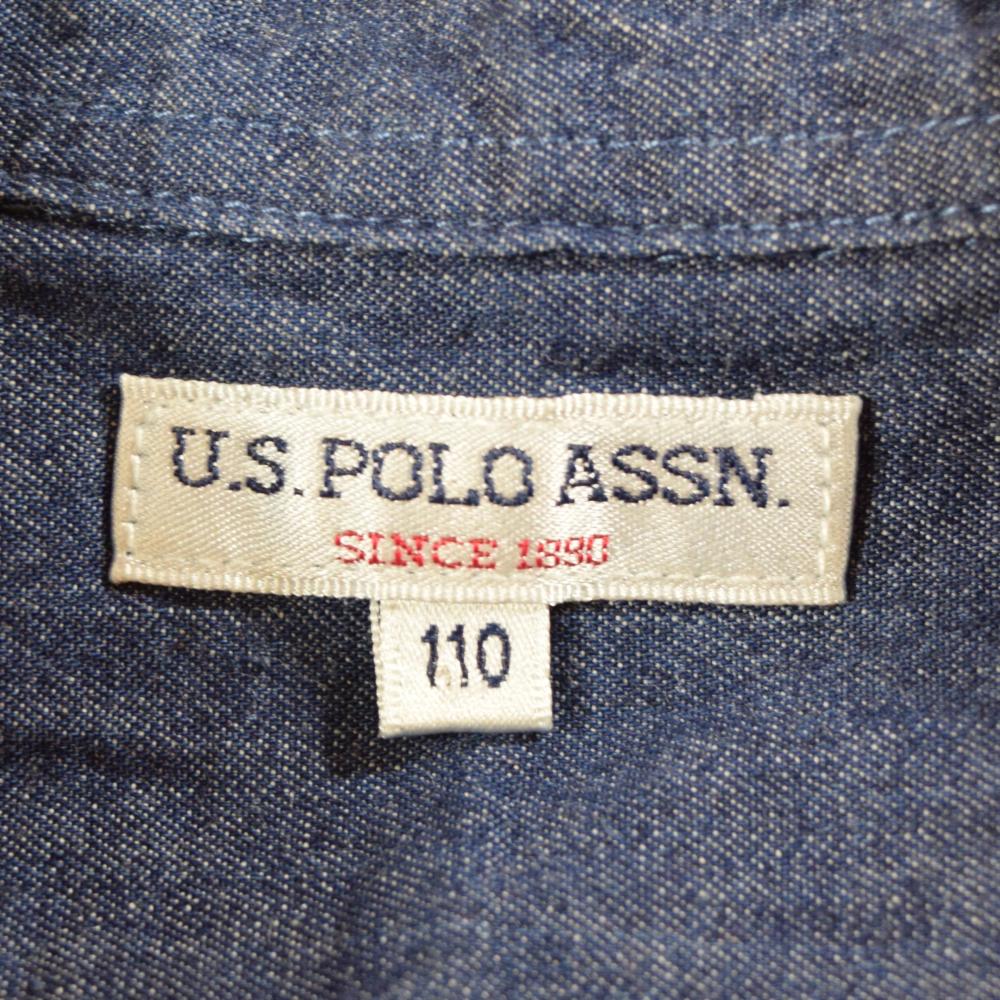 U.S. POLO ASSN.
SINCE 1890
110